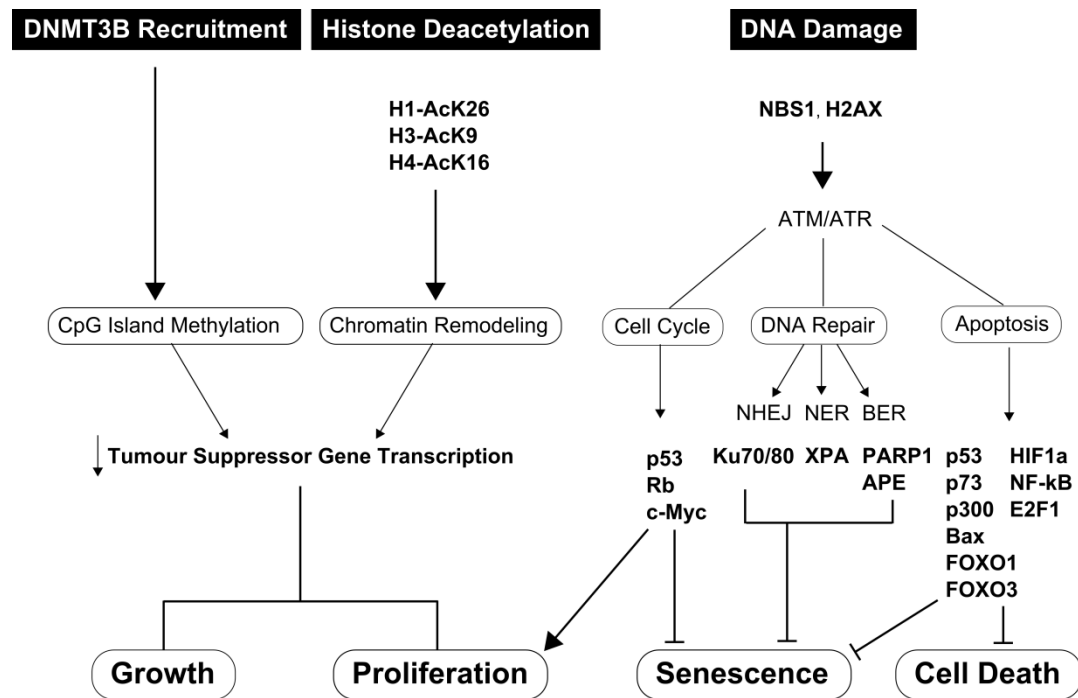 DNMT3B Recruitment
Histone Deacetylation
DNA Damage
H1-AcK26
H3-AcK9
H4-AcK16
NBS1, H2AX
ATM/ATR
CpG Island Methylation
Chromatin Remodeling
Cell Cycle
DNA Repair
Apoptosis
NHEJ NER BER
↓ Tumour Suppressor Gene Transcription
p53
Rb
c-Myc
Ku70/80 XPA PARP1
APE
p53
p73
p300
Bax
FOXO1
FOXO3
HIF1a
NF-kB
E2F1
Growth
Proliferation
Senescence
Cell Death